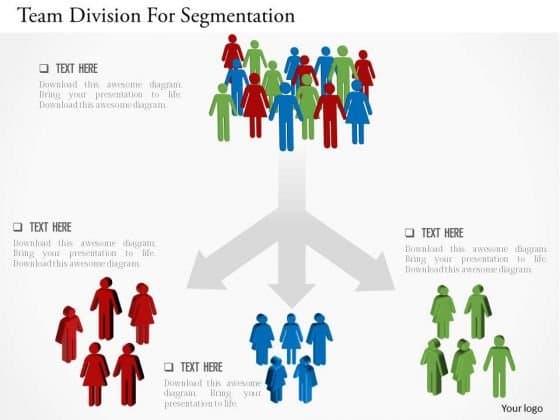 Team Division For Segmentation
TEXT HERE
Download this awesome diagram.
Bring your presentation to life.
Download this awesome diagram.
TEXT HERE
Download this awesome diagram.
Bring your presentation to life.
Download this awesome diagram.
TEXT HERE
Download this awesome diagram.
Bring your presentation to life.
Download this awesome diagram.
TEXT HERE
Download this awesome
diagram. Bring your
presentation to life.
Your logo